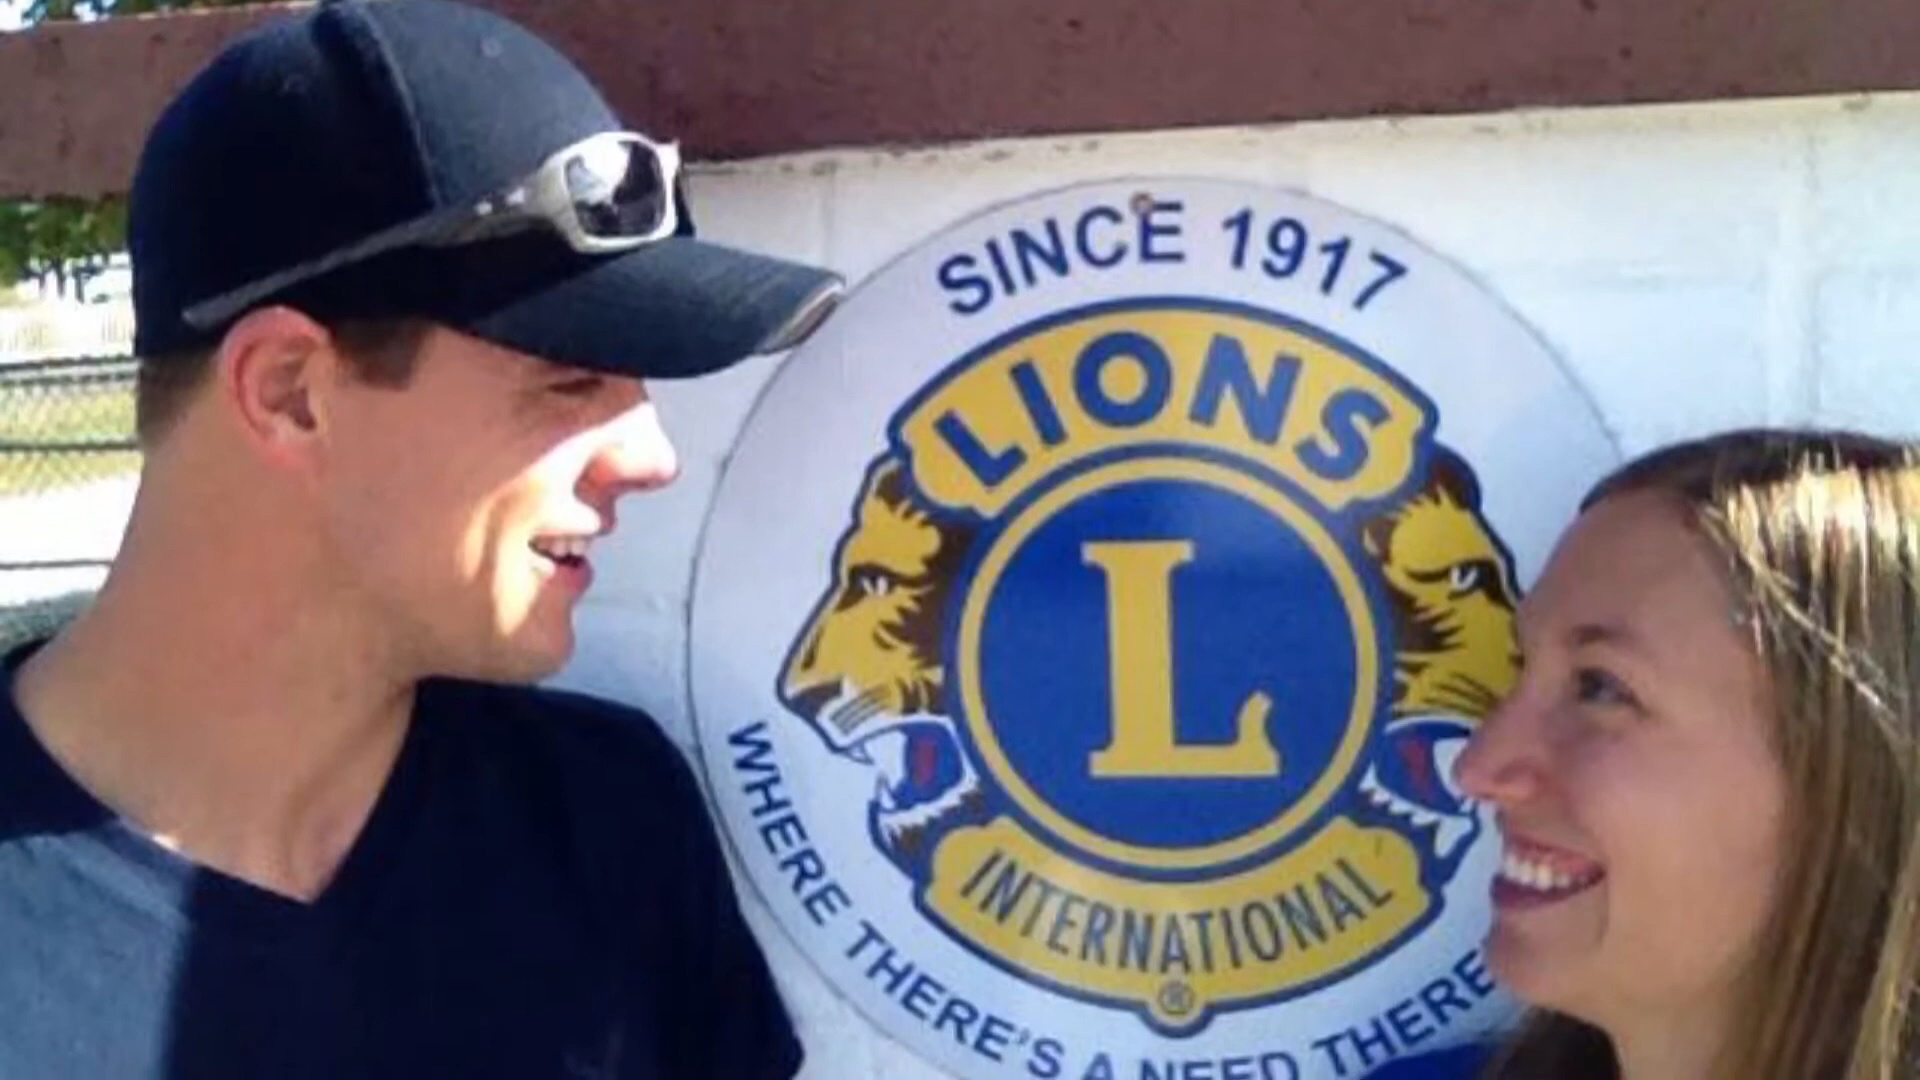 SINCE 1917
LIONS
L
INTERNATIONAL
®
WHERE THERE'S A NEED THERE